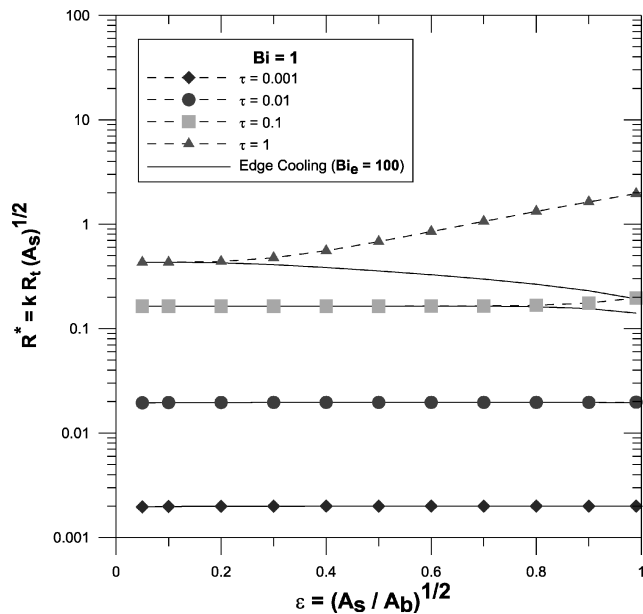 100
10
1
0.1
0.01
0.001
R* = k Rt (As)1/2
Bi = 1
τ = 0.001
τ = 0.01
τ = 0.1
τ = 1
Edge Cooling (Bie = 100)
0 0.2 0.4 0.6 0.8 1
ε = (As / Ab)1/2